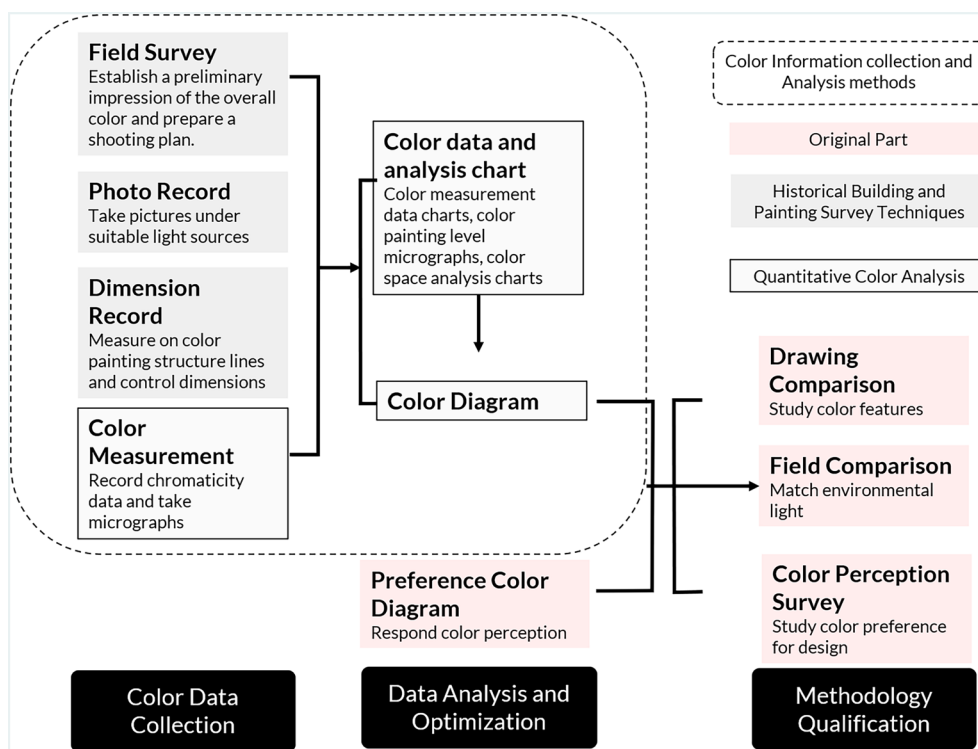 Field Survey
Establish a preliminary
impression of the overall
color and prepare a
shooting plan.
Photo Record
Take pictures under
suitable light sources
Dimension
Record
Measure on color
painting structure lines
and control dimensions
Color
Measurement
Record chromaticity
data and take
micrographs
Color data and
analysis chart
Color measurement
data charts, color
painting level
micrographs, color
space analysis charts
Color Diagram
Preference Color
Diagram
Respond color perception
Color Information collection and
Analysis methods
Original Part
Historical Building and
Painting Survey Techniques
Quantitative Color Analysis
Drawing
Comparison
Study color features
Field Comparison
Match environmental
light
Color Perception
Survey
Study color preference
for design
Color Data
Collection
Data Analysis and
Optimization
Methodology
Qualification